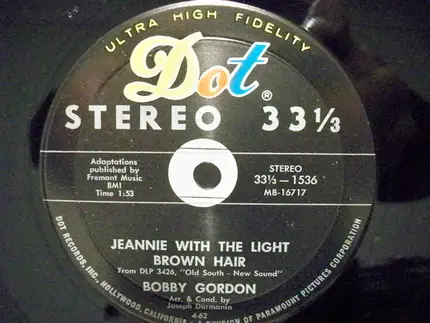 ULTRA HIGH FIDELITY
Dot®
STEREO 33⅓
Adaptations
published by
Fremont Music
BMI
Time 1:53
STEREO
33⅓—1536
MB-16717
JEANNIE WITH THE LIGHT
BROWN HAIR
From DLP 3426, "Old South - New Sound"
BOBBY GORDON
Arr. & Cond. by
Joseph Darmanin
4-62
DOT RECORDS, INC., HOLLYWOOD, CALIFORNIA - A DIVISION OF PARAMOUNT PICTURES CORPORATION